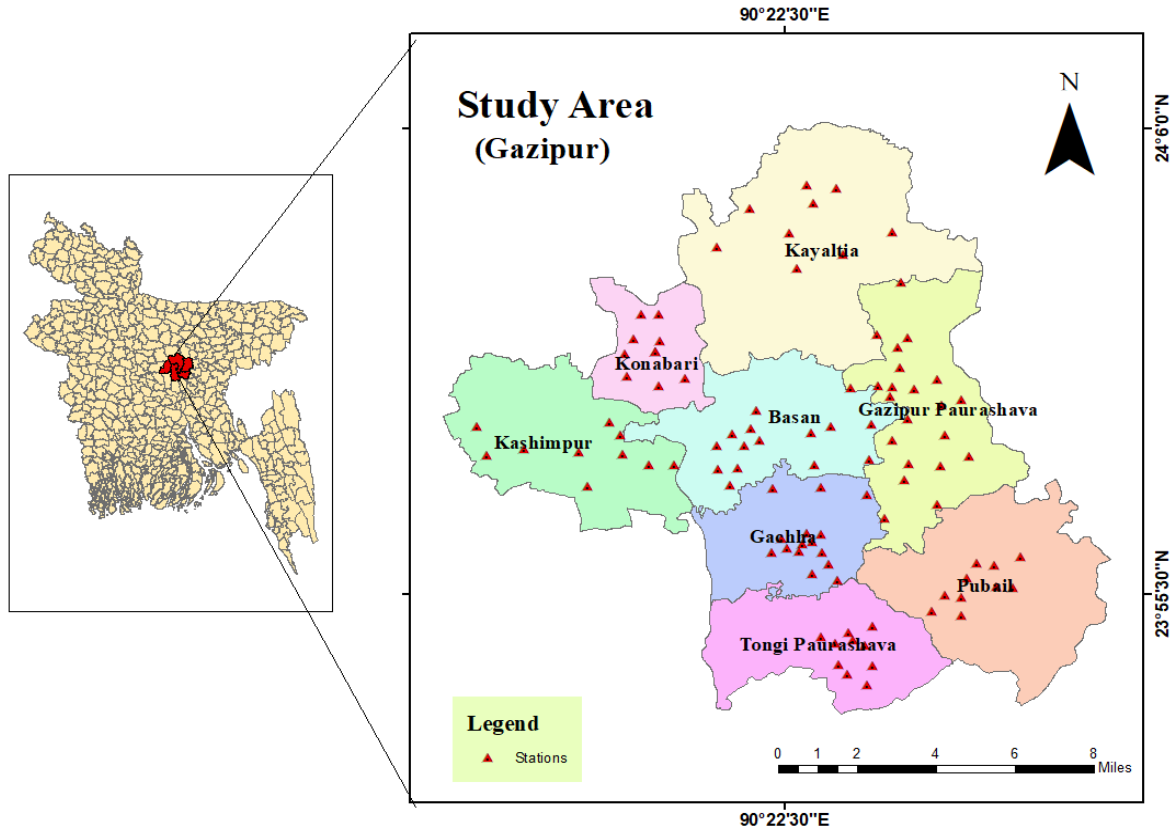 90°22'30"E
Study Area
(Gazipur)
N
24°6'0"N
Kayaltia
Konabari
Gazipur Paurashava
Basan
Kashimpur
Gachha
Pubail
23°55'30"N
Tongi Paurashava
Legend
Stations
0 1 2 4 6 8
Miles
90°22'30"E